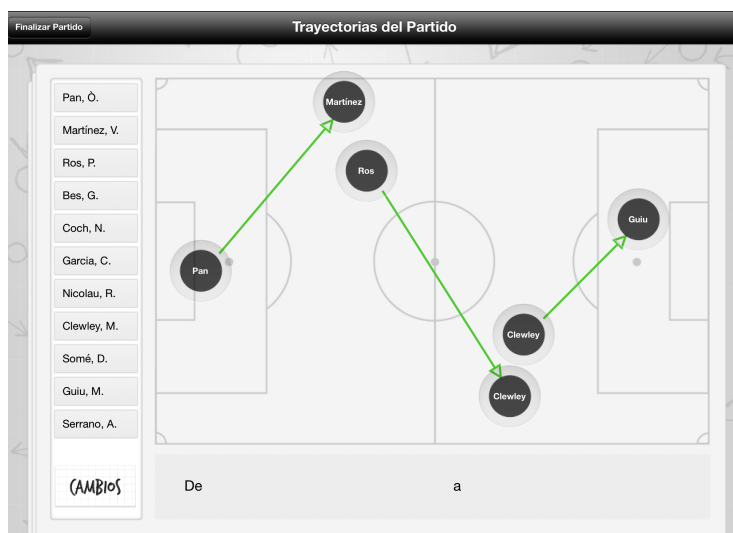 Finalizar Partido
Trayectorias del Partido
Pan, Ò.
Martínez, V.
Ros, P.
Bes, G.
Coch, N.
Garcia, C.
Nicolau, R.
Clewley, M.
Somé, D.
Guiu, M.
Serrano, A.
CAMBIOS
Martínez
Ros
Guiu
Pan
Clewley
Clewley
De
a